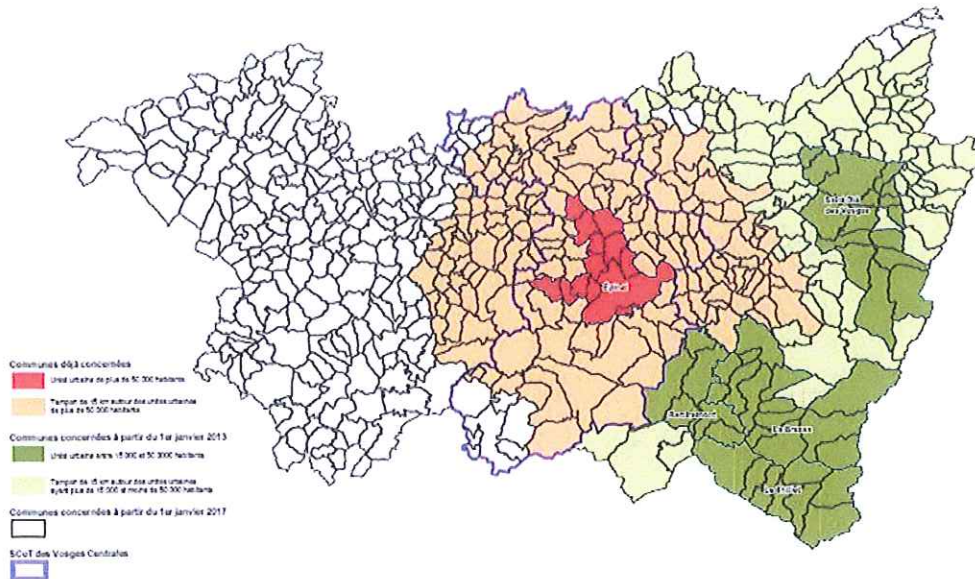 St-Dié
des Vosges
Epinal
Remiremont
La Bresse
Communes déjà concernées
Unité urbaine de plus de 50 000 habitants
Tampon de 15 km autour des unités urbaines
de plus de 50 000 habitants
Communes concernées à partir du 1er janvier 2013
Unité urbaine entre 15 000 et 50 000 habitants
Tampon de 15 km autour des unités urbaines
ayant plus de 15 000 et moins de 50 000 habitants
Communes concernées à partir du 1er janvier 2017
SCoT des Vosges Centrales